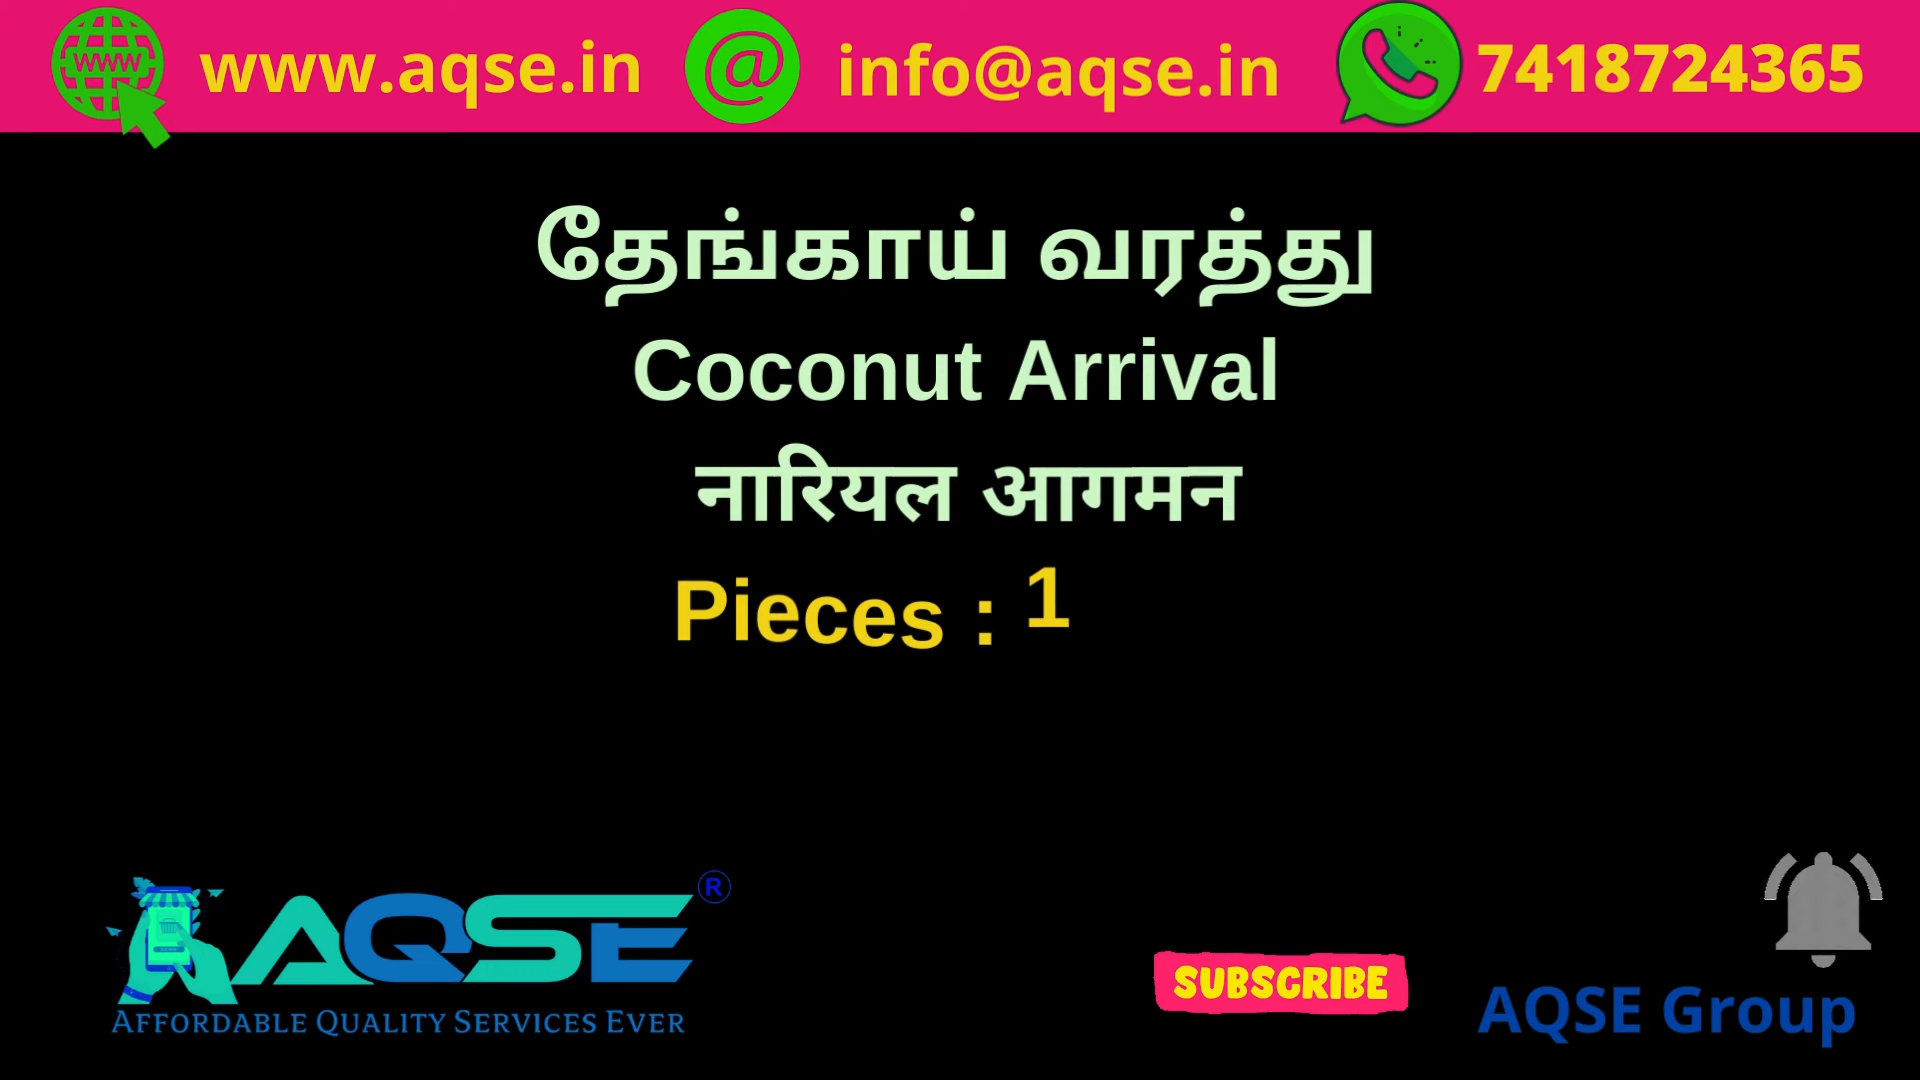 www.aqse.in
info@aqse.in
7418724365
தேங்காய் வரத்து
Coconut Arrival
नारियल आगमन
Pieces : 1
AQSE ®
AFFORDABLE QUALITY SERVICES EVER
SUBSCRIBE
AQSE Group